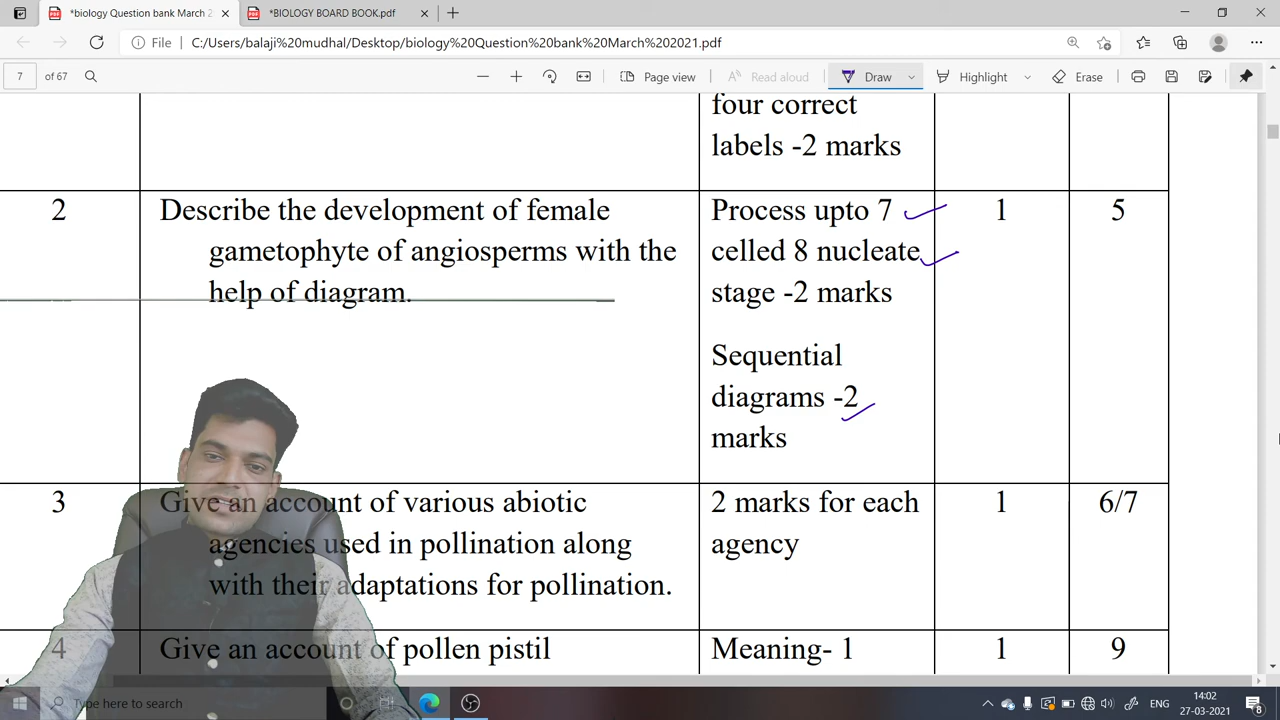 *biology Question bank March 2
*BIOLOGY BOARD BOOK.pdf
File
C:/Users/balaji%20mudhal/Desktop/biology%20Question%20bank%20March%202021.pdf
7 of 67
Page view
Read aloud
Draw
Highlight
Erase
four correct
labels -2 marks
2
Describe the development of female
gametophyte of angiosperms with the
help of diagram.
Process upto 7
celled 8 nucleate
stage -2 marks
Sequential
diagrams -2
marks
1
5
3
Give an account of various abiotic
agencies used in pollination along
with their adaptations for pollination.
2 marks for each
agency
1
6/7
4
Give an account of pollen pistil
Meaning- 1
1
9
Type here to search
ENG
14:02
27-03-2021
8